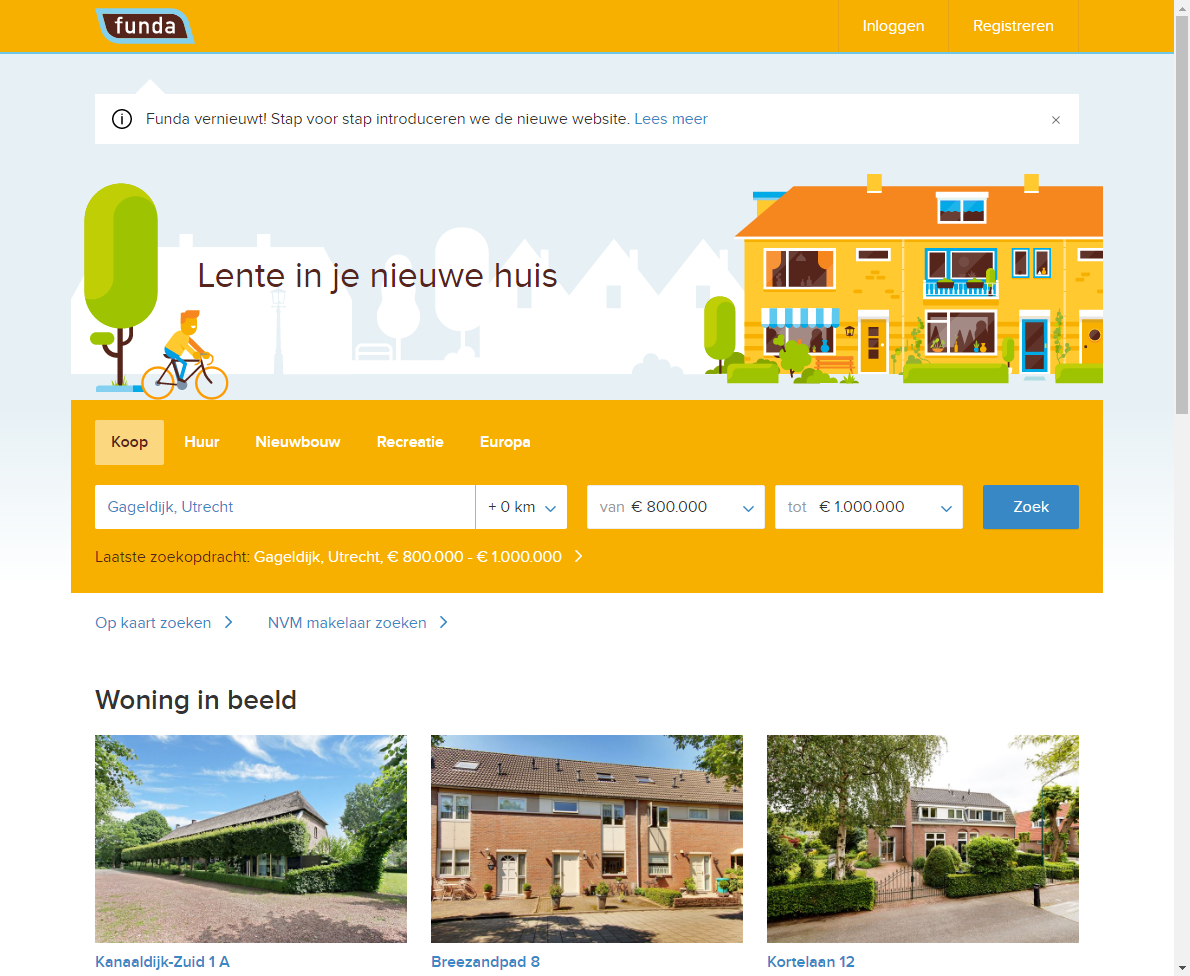 funda
Inloggen
Registreren
Funda vernieuwt! Stap voor stap introduceren we de nieuwe website. Lees meer
Lente in je nieuwe huis
Koop
Huur
Nieuwbouw
Recreatie
Europa
Gageldijk, Utrecht
+ 0 km
van € 800.000
tot € 1.000.000
Zoek
Laatste zoekopdracht: Gageldijk, Utrecht, € 800.000 - € 1.000.000
Op kaart zoeken
NVM makelaar zoeken
Woning in beeld
Kanaaldijk-Zuid 1 A
Breezandpad 8
Kortelaan 12